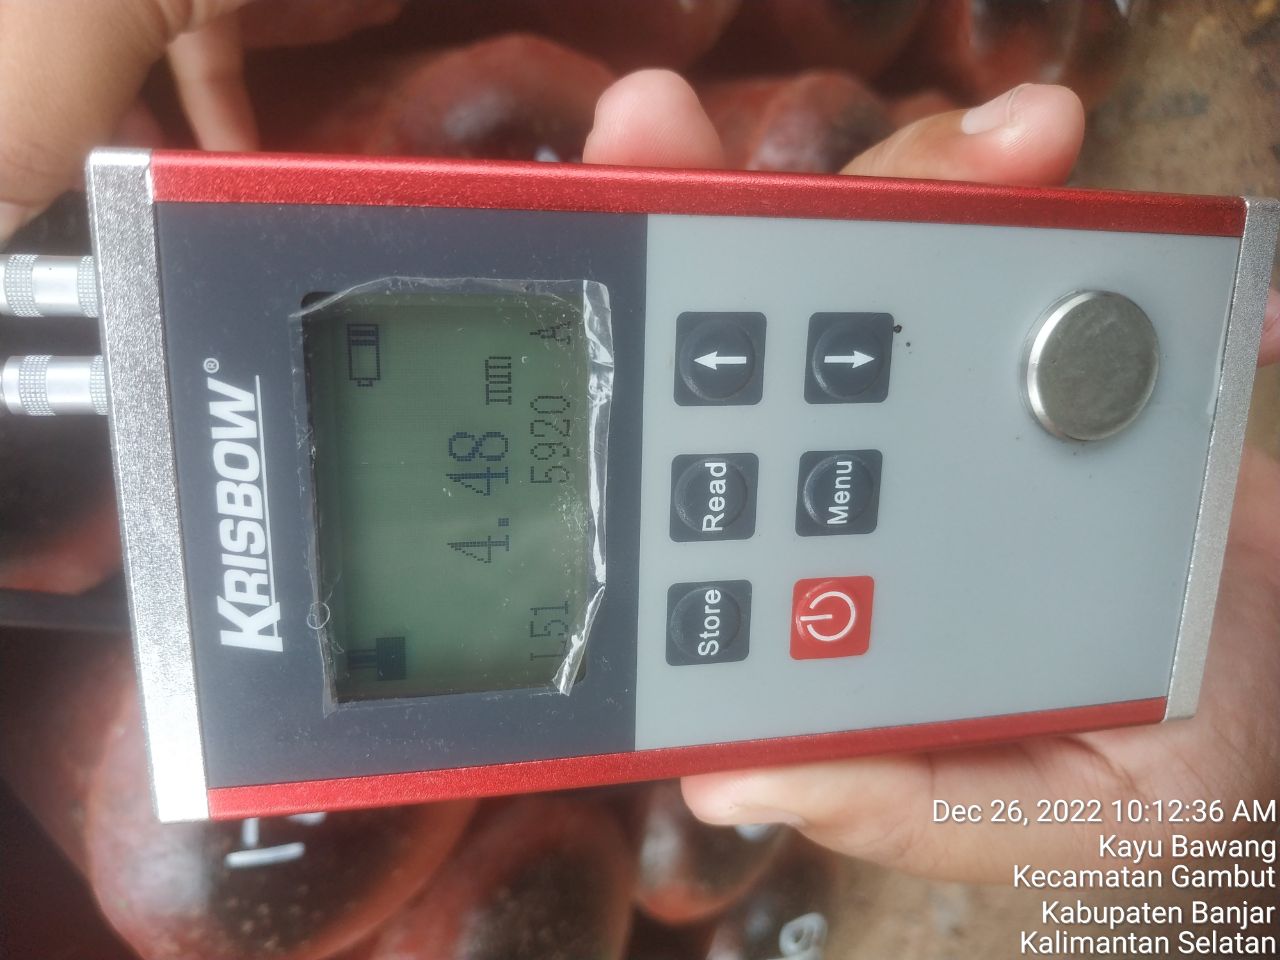 KRISBOW®
4.48 mm
L51 5920 A
Store Read ↑
Menu ↓
Dec 26, 2022 10:12:36 AM
Kayu Bawang
Kecamatan Gambut
Kabupaten Banjar
Kalimantan Selatan